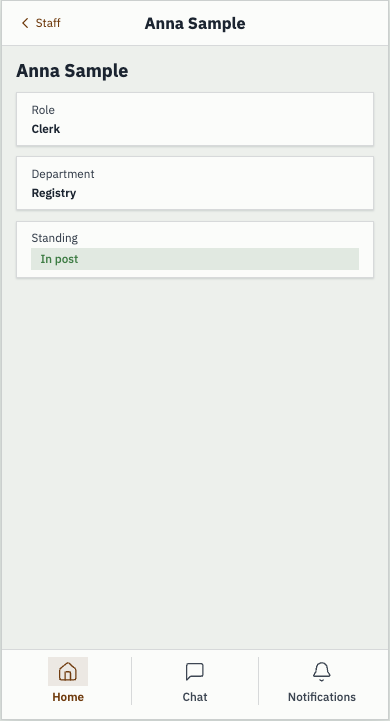 Staff
Anna Sample
Anna Sample
Role
Clerk
Department
Registry
Standing
In post
Home
Chat
Notifications